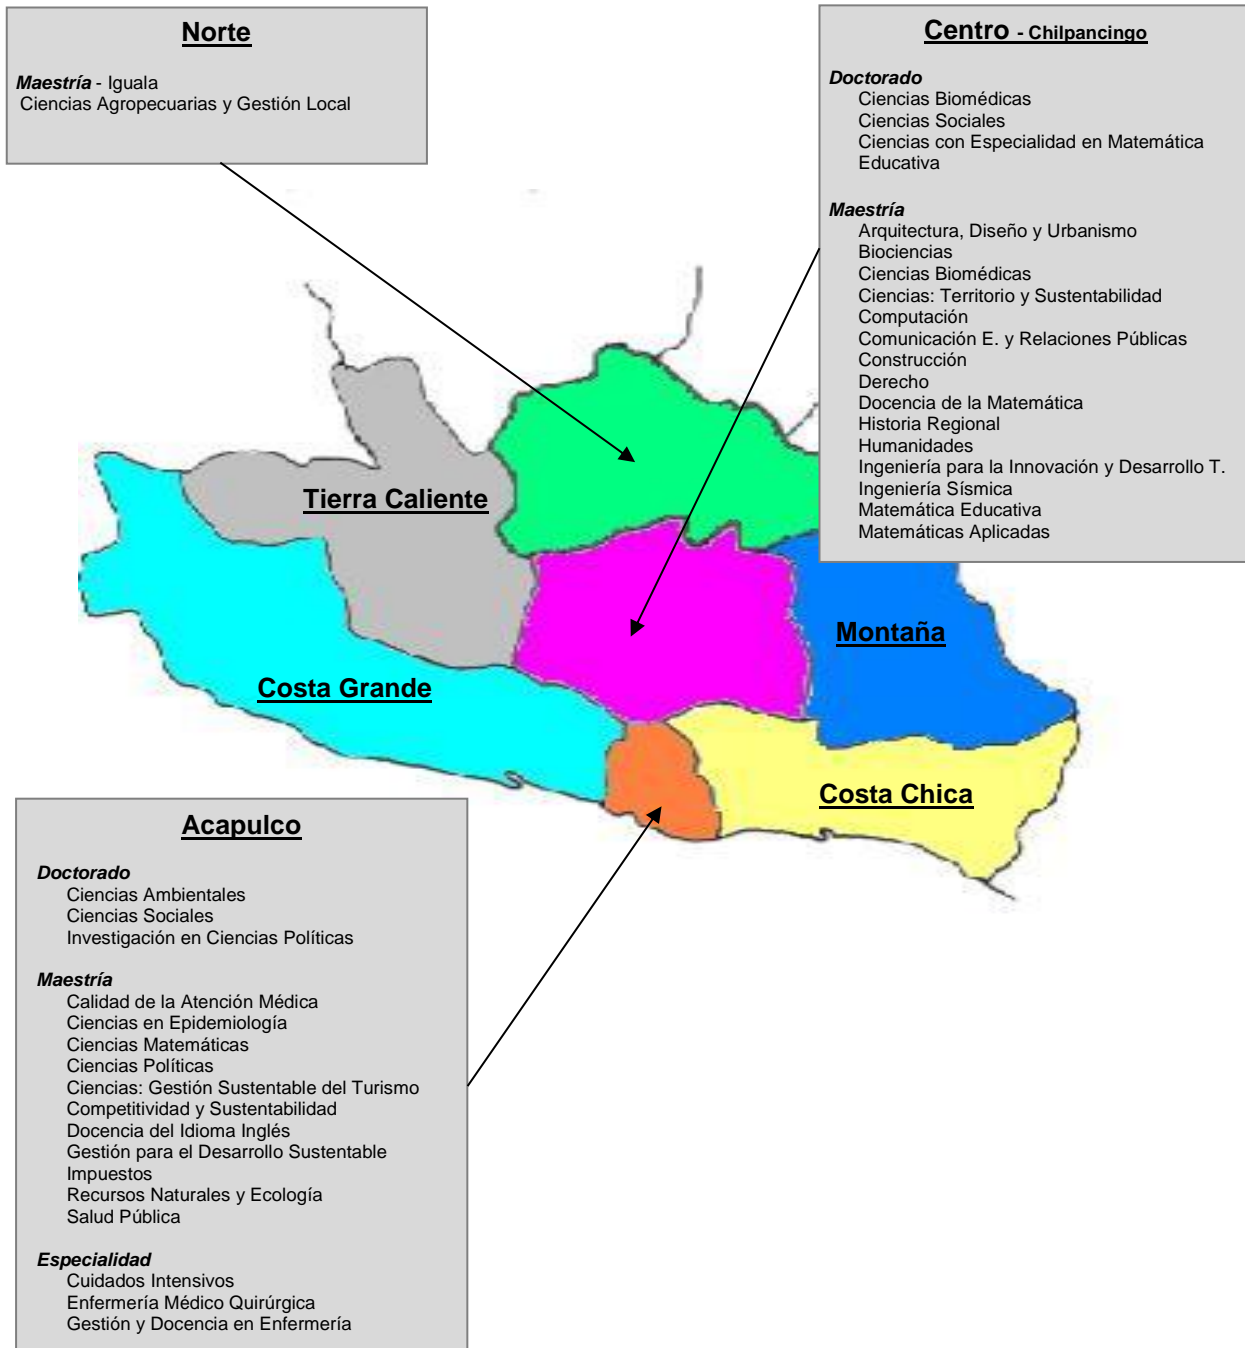 Norte
Maestría - Iguala
Ciencias Agropecuarias y Gestión Local
Centro - Chilpancingo
Doctorado
Ciencias Biomédicas
Ciencias Sociales
Ciencias con Especialidad en Matemática
Educativa
Maestría
Arquitectura, Diseño y Urbanismo
Biociencias
Ciencias Biomédicas
Ciencias: Territorio y Sustentabilidad
Computación
Comunicación E. y Relaciones Públicas
Construcción
Derecho
Docencia de la Matemática
Historia Regional
Humanidades
Ingeniería para la Innovación y Desarrollo T.
Ingeniería Sísmica
Matemática Educativa
Matemáticas Aplicadas
Tierra Caliente
Montaña
Costa Grande
Costa Chica
Acapulco
Doctorado
Ciencias Ambientales
Ciencias Sociales
Investigación en Ciencias Políticas
Maestría
Calidad de la Atención Médica
Ciencias en Epidemiología
Ciencias Matemáticas
Ciencias Políticas
Ciencias: Gestión Sustentable del Turismo
Competitividad y Sustentabilidad
Docencia del Idioma Inglés
Gestión para el Desarrollo Sustentable
Impuestos
Recursos Naturales y Ecología
Salud Pública
Especialidad
Cuidados Intensivos
Enfermería Médico Quirúrgica
Gestión y Docencia en Enfermería